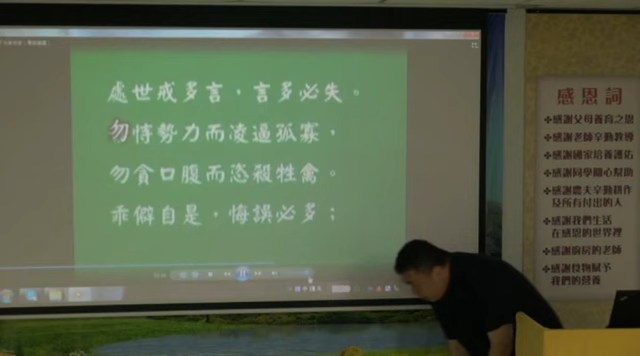 處世戒多言，言多必失。
勿恃勢力而凌逼孤寡，
勿貪口腹而恣殺牲禽。
乖僻自是，悔誤必多；
感恩詞
❖感謝父母養育之恩
❖感謝老師辛勤教導
❖感謝國家培養護佑
❖感謝同學關心幫助
❖感謝農夫辛勤耕作
及所有付出的人
❖感謝我們生活
在感恩的世界裡
❖感謝廚房的老師
❖感謝食物賦予
我們的營養